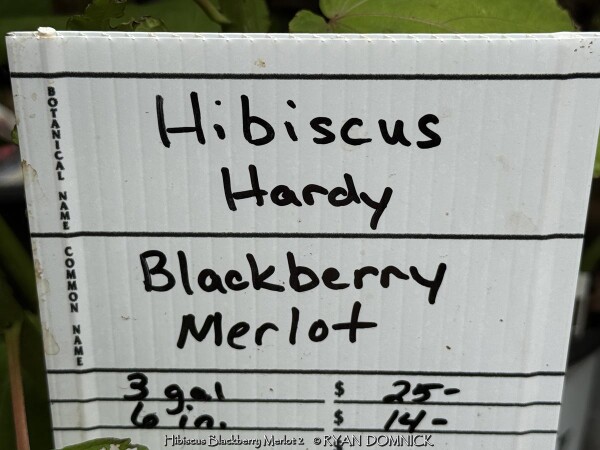 BOTANICAL NAME
Hibiscus
Hardy
COMMON NAME
Blackberry
Merlot
3 gal $ 25-
6 in. $ 14-
$
Hibiscus Blackberry Merlot 2 © RYAN DOMNICK